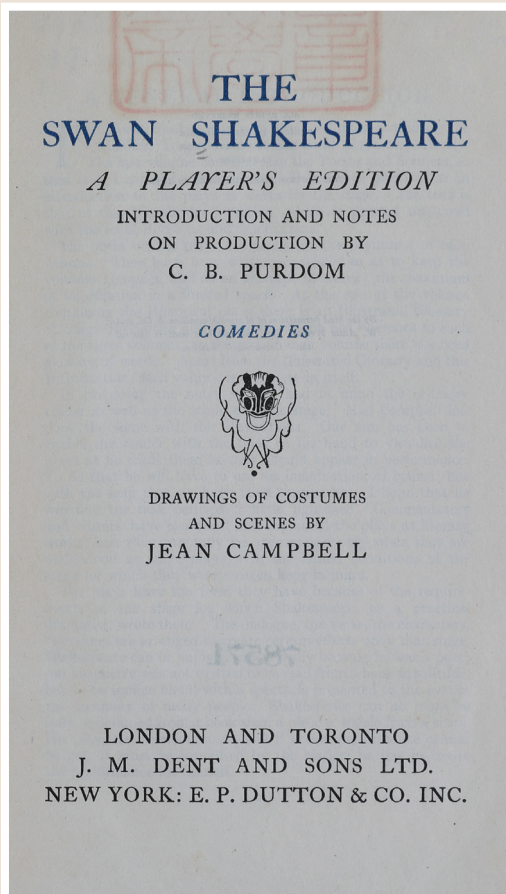 THE
SWAN SHAKESPEARE
A PLAYER'S EDITION
INTRODUCTION AND NOTES
ON PRODUCTION BY
C. B. PURDOM
COMEDIES
DRAWINGS OF COSTUMES
AND SCENES BY
JEAN CAMPBELL
LONDON AND TORONTO
J. M. DENT AND SONS LTD.
NEW YORK: E. P. DUTTON & CO. INC.